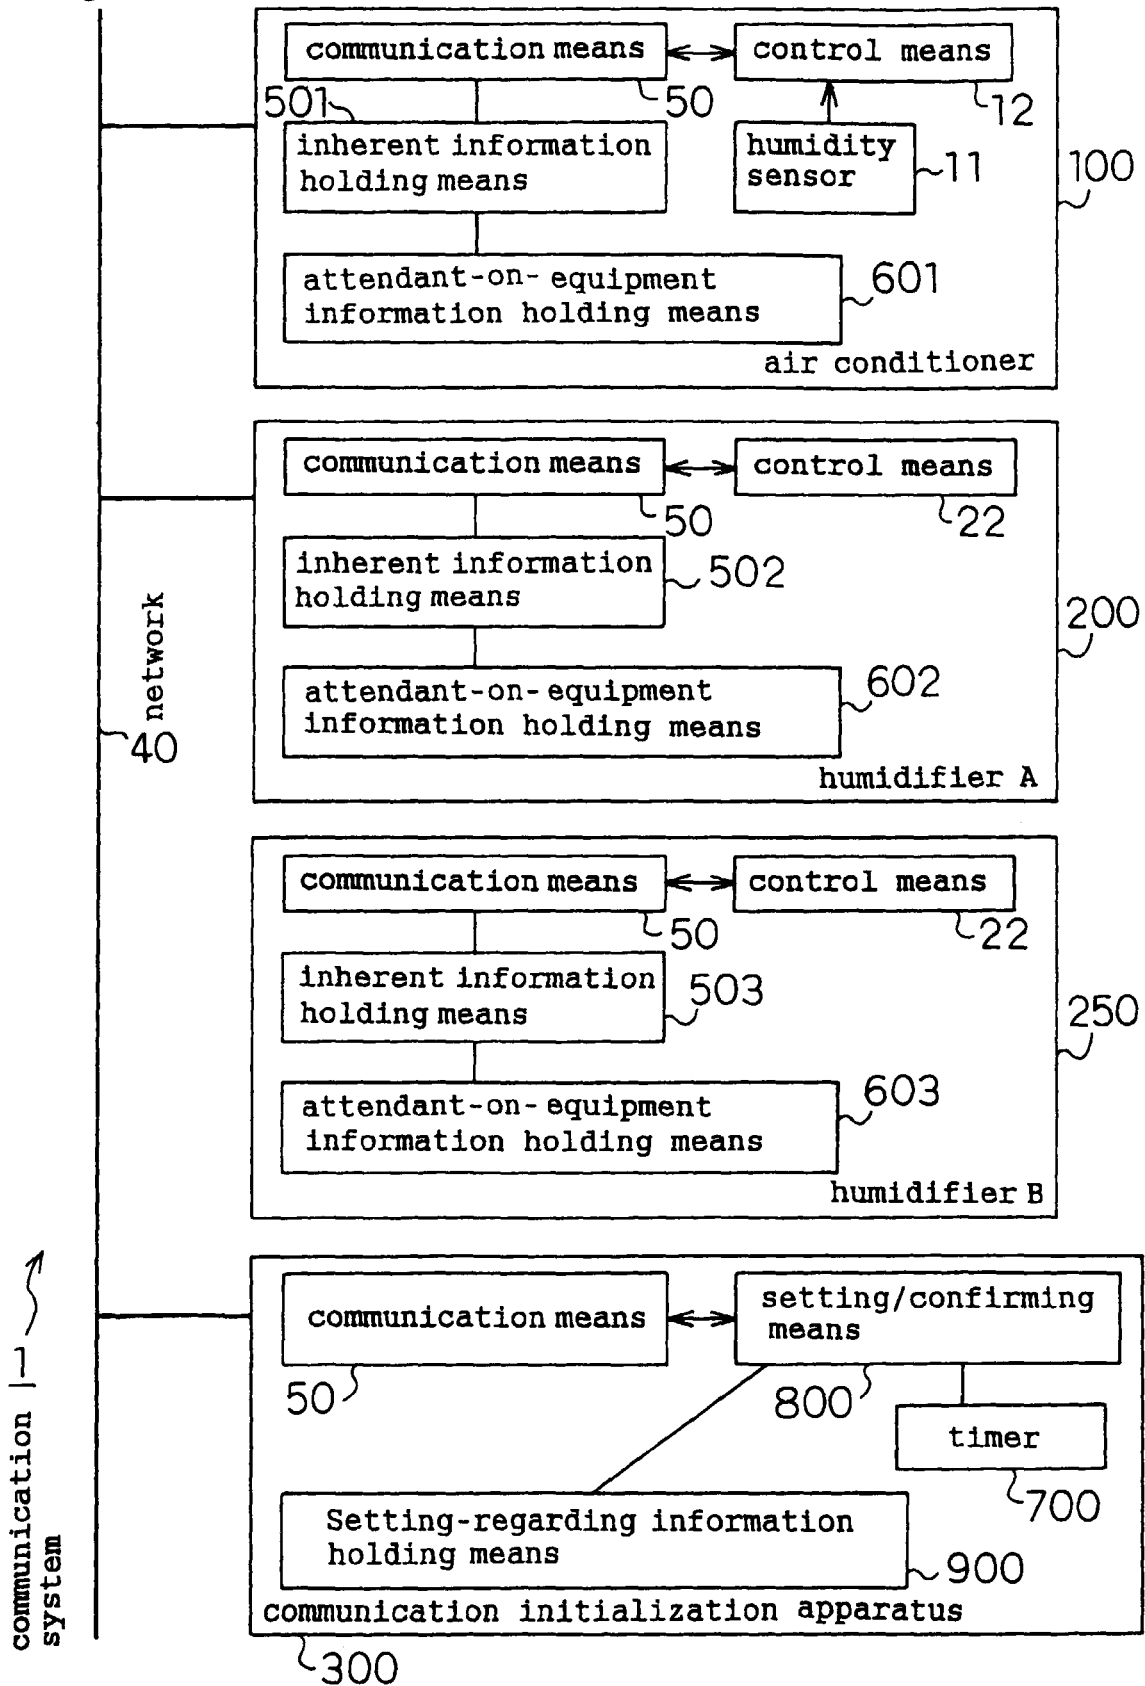 communication means
control means
50
12
501
inherent information
holding means
humidity
sensor
11
100
attendant-on-equipment
information holding means
601
air conditioner
communication means
control means
50
22
inherent information
holding means
502
200
attendant-on-equipment
information holding means
602
humidifier A
network
40
communication means
control means
50
22
inherent information
holding means
503
250
attendant-on-equipment
information holding means
603
humidifier B
communication means
setting/confirming
means
50
800
timer
700
Setting-regarding information
holding means
900
communication initialization apparatus
300
communication
system
1